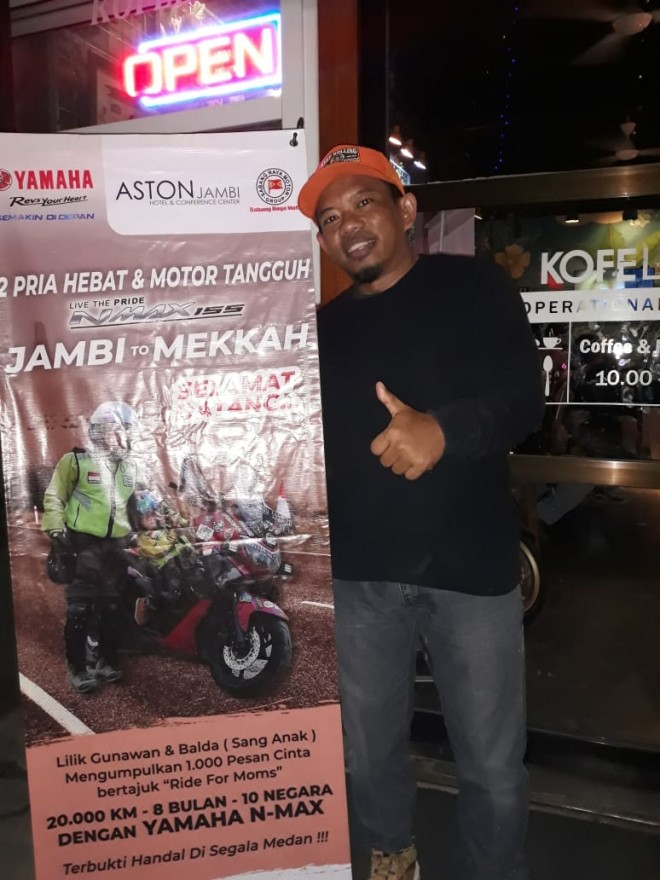 OPEN
YAMAHA
Revs Your Heart
SEMAKIN DI DEPAN
ASTON JAMBI
HOTEL & CONFERENCE CENTER
2 PRIA HEBAT & MOTOR TANGGUH
LIVE THE PRIDE
NMAX 155
JAMBI TO MEKKAH
SELAMAT
DATANG
Lilik Gunawan & Balda ( Sang Anak )
Mengumpulkan 1.000 Pesan Cinta
bertajuk “Ride For Moms”
20.000 KM - 8 BULAN - 10 NEGARA
DENGAN YAMAHA N-MAX
Terbukti Handal Di Segala Medan !!!
KOFE
OPERATIONA
Coffee &
10.00